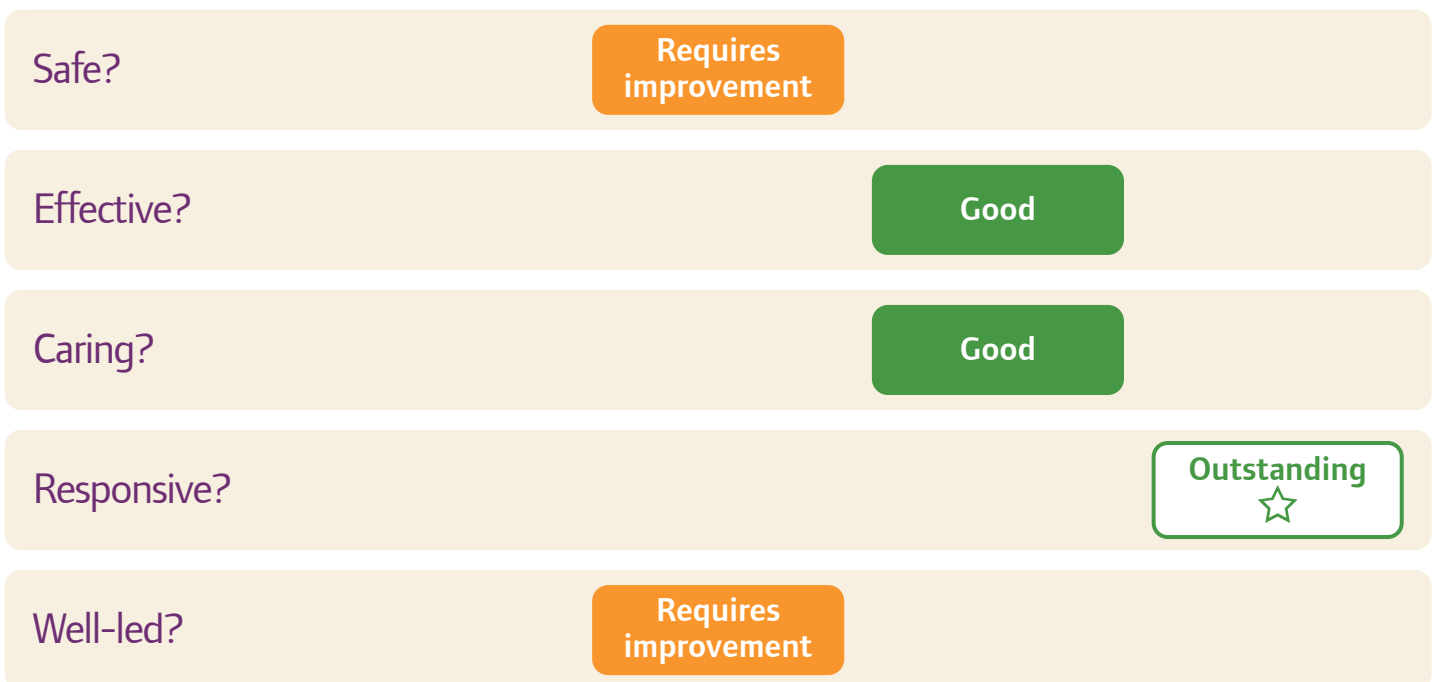 Safe?
Requires
improvement
Effective?
Good
Caring?
Good
Responsive?
Outstanding
Well-led?
Requires
improvement